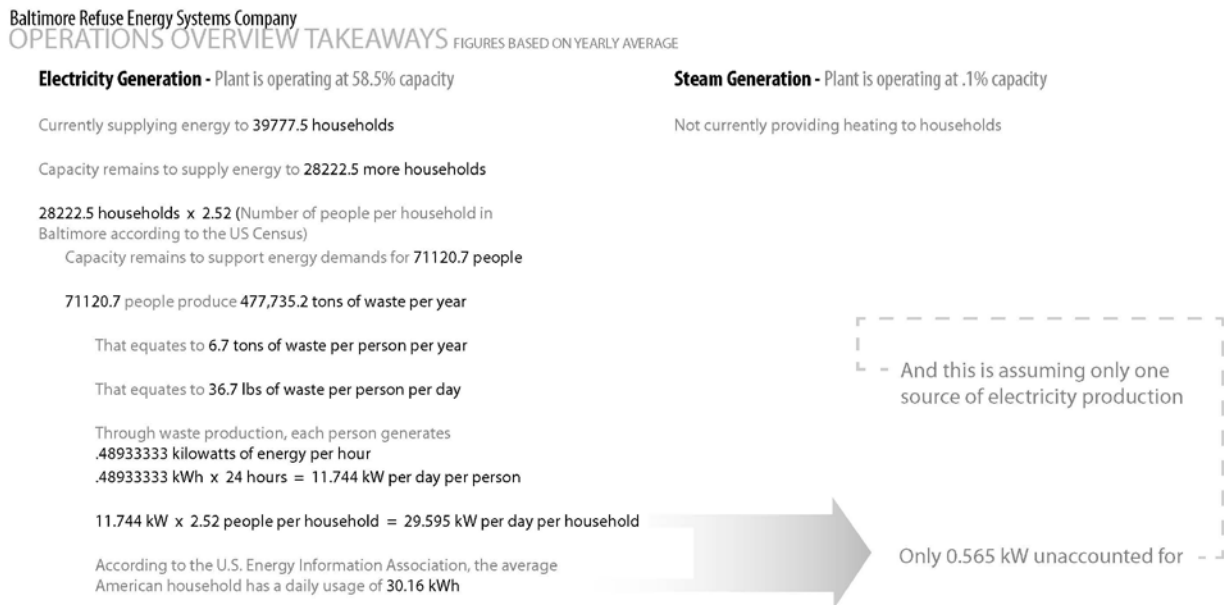 Baltimore Refuse Energy Systems Company
OPERATIONS OVERVIEW TAKEAWAYS FIGURES BASED ON YEARLY AVERAGE
Electricity Generation - Plant is operating at 58.5% capacity
Currently supplying energy to 39777.5 households
Capacity remains to supply energy to 28222.5 more households
28222.5 households x 2.52 (Number of people per household in
Baltimore according to the US Census)
Capacity remains to support energy demands for 71120.7 people
71120.7 people produce 477,735.2 tons of waste per year
That equates to 6.7 tons of waste per person per year
That equates to 36.7 lbs of waste per person per day
Through waste production, each person generates
.48933333 kilowatts of energy per hour
.48933333 kWh x 24 hours = 11.744 kW per day per person
11.744 kW x 2.52 people per household = 29.595 kW per day per household
According to the U.S. Energy Information Association, the average
American household has a daily usage of 30.16 kWh
Steam Generation - Plant is operating at .1% capacity
Not currently providing heating to households
And this is assuming only one
source of electricity production
Only 0.565 kW unaccounted for